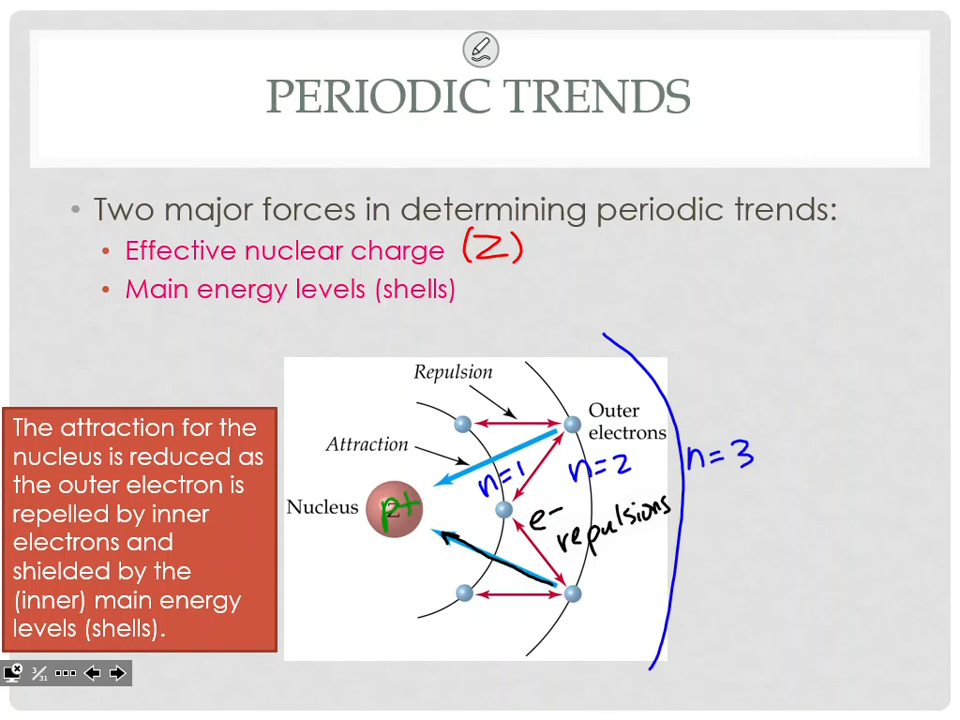 PERIODIC TRENDS
• Two major forces in determining periodic trends:
• Effective nuclear charge (Z)
• Main energy levels (shells)
The attraction for the
nucleus is reduced as
the outer electron is
repelled by inner
electrons and
shielded by the
(inner) main energy
levels (shells).
Repulsion
Outer
electrons
Attraction
n=1
n=2
n=3
Nucleus
Z
p+
e-
repulsions
3/31